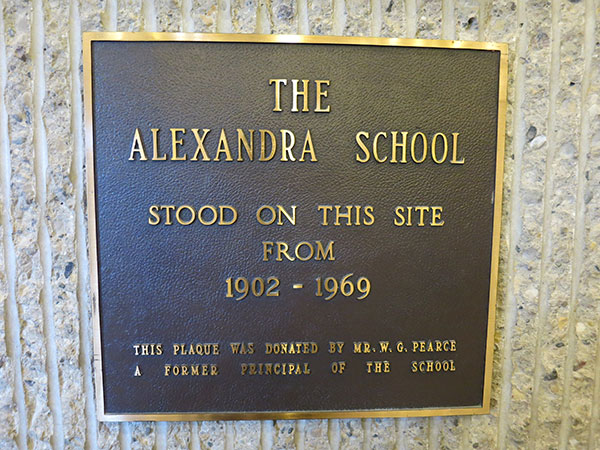 THE
ALEXANDRA SCHOOL
STOOD ON THIS SITE
FROM
1902 - 1969
THIS PLAQUE WAS DONATED BY MR. W. G. PEARCE
A FORMER PRINCIPAL OF THE SCHOOL